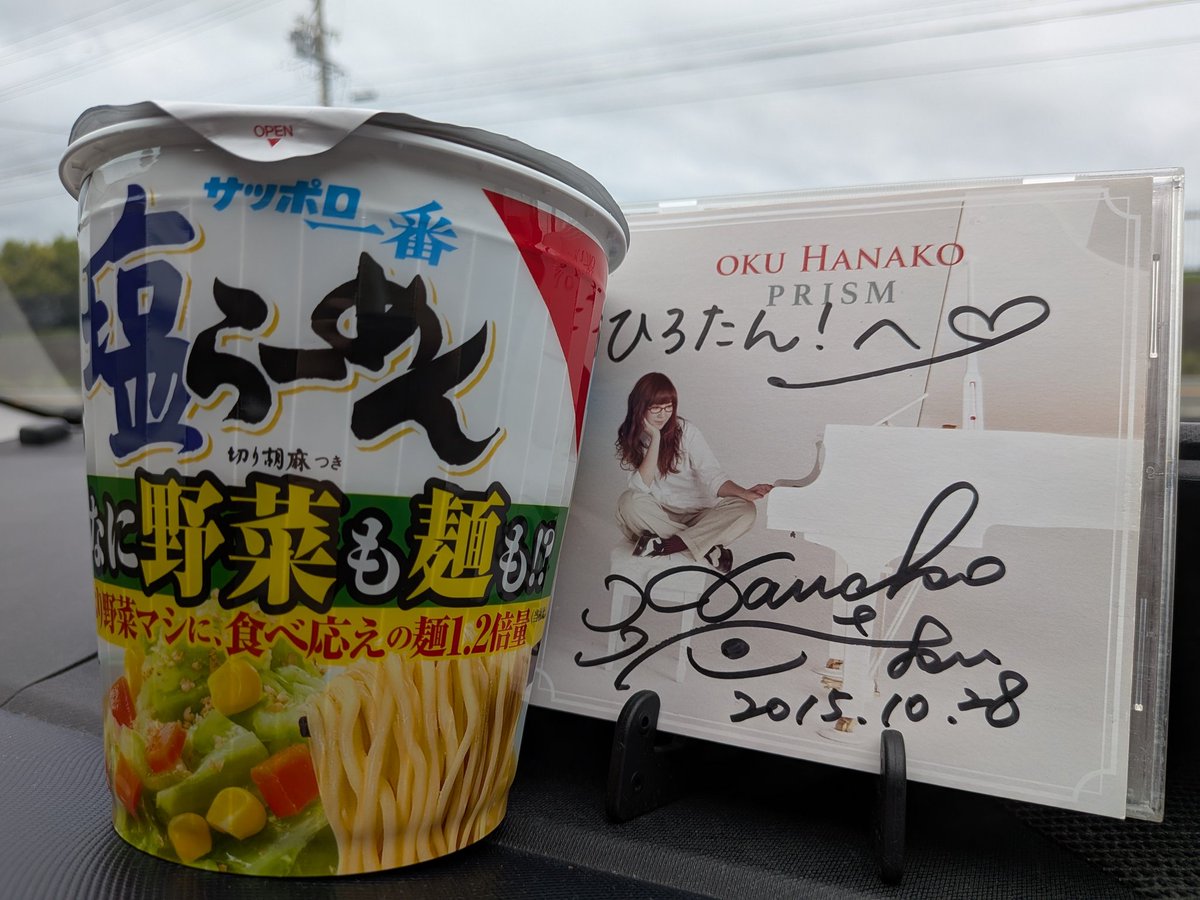 OPEN
サッポロ一番
塩らーめん
切り胡麻つき
なに野菜も麺も!?
野菜マシに、食べ応えの麺1.2倍量
OKU HANAKO
PRISM
ひろたん!へ♡
Hanako
Oku
2015.10.28